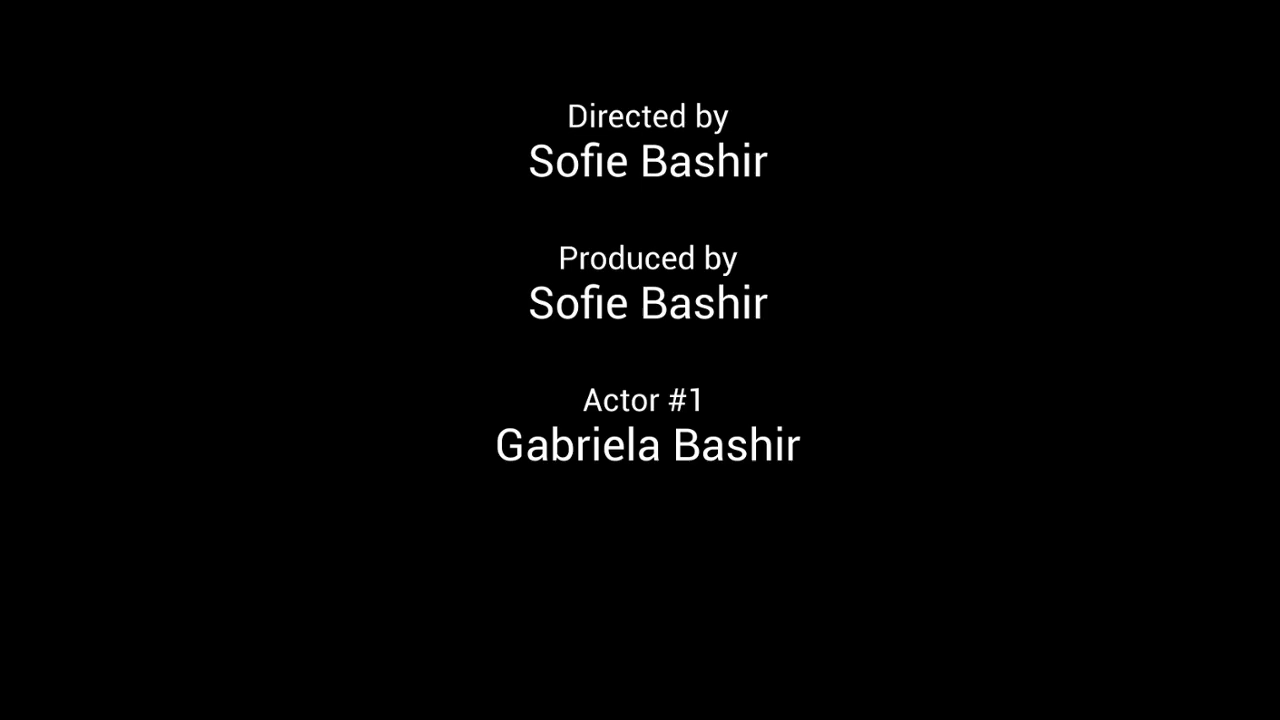 Directed by
Sofie Bashir
Produced by
Sofie Bashir
Actor #1
Gabriela Bashir